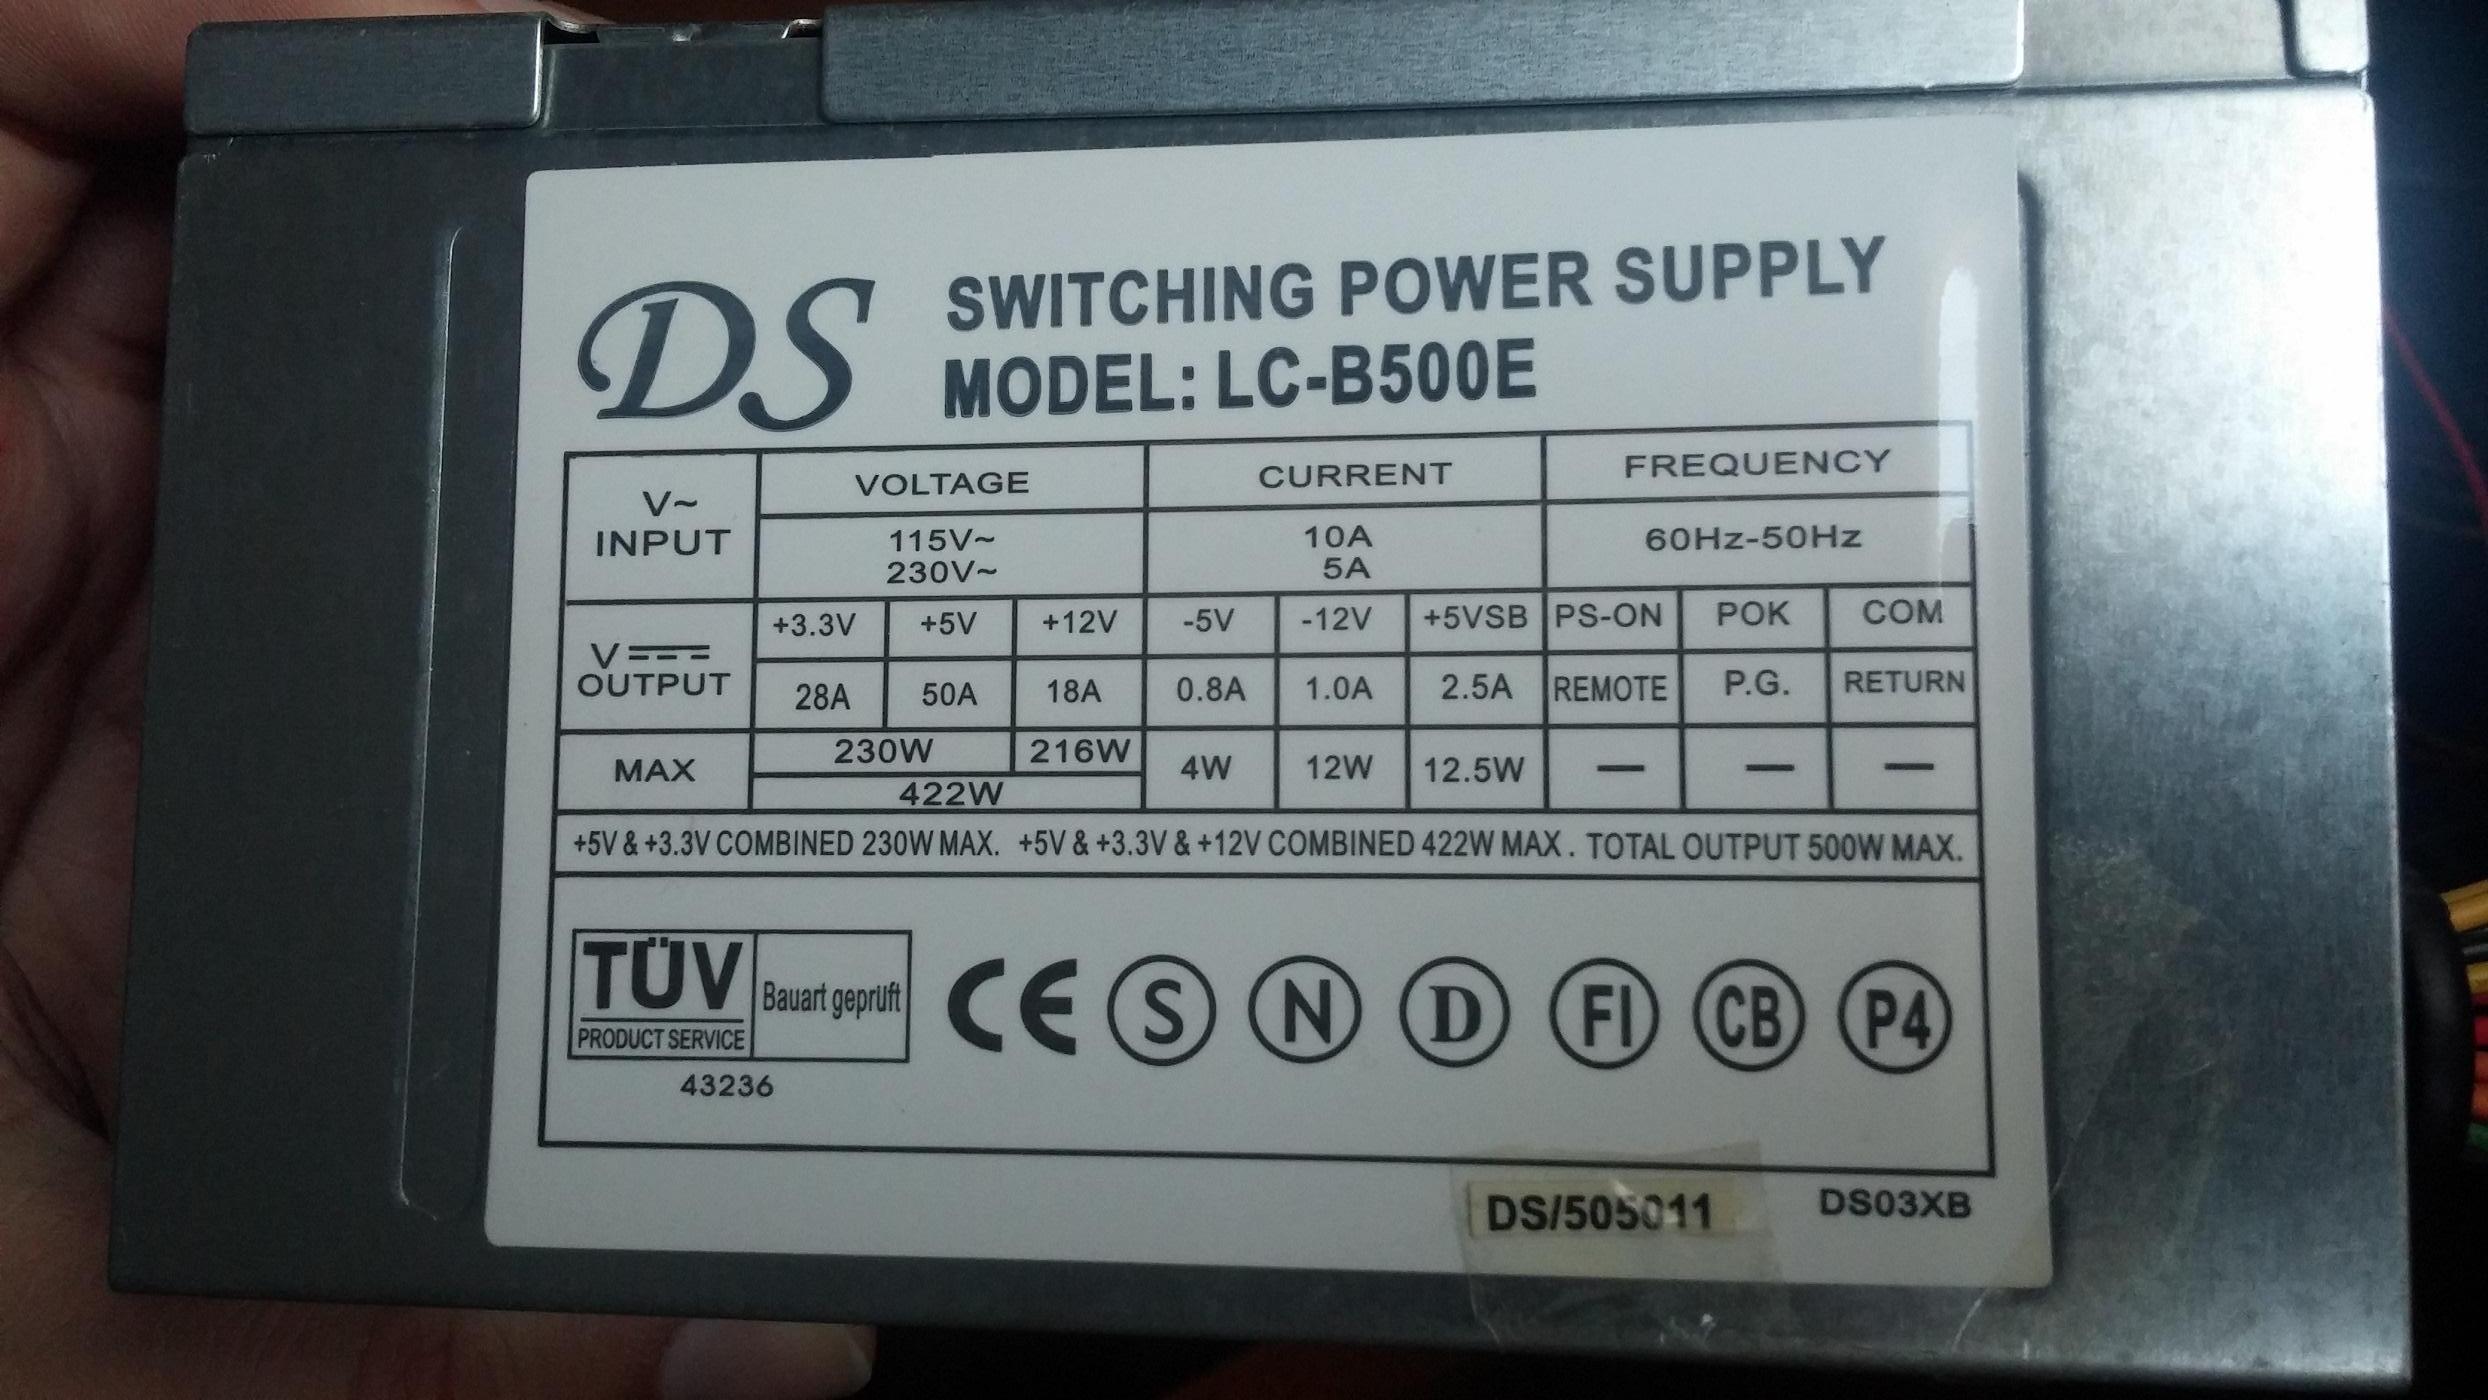 DS
SWITCHING POWER SUPPLY
MODEL: LC-B500E
V~ INPUT VOLTAGE CURRENT FREQUENCY
115V~ 10A 60Hz-50Hz
230V~ 5A
V⎓ OUTPUT +3.3V +5V +12V -5V -12V +5VSB PS-ON POK COM
28A 50A 18A 0.8A 1.0A 2.5A REMOTE P.G. RETURN
MAX 230W 216W 4W 12W 12.5W — — —
422W
+5V & +3.3V COMBINED 230W MAX. +5V & +3.3V & +12V COMBINED 422W MAX. TOTAL OUTPUT 500W MAX.
TÜV Bauart geprüft CE S N D FI CB P4
PRODUCT SERVICE
43236
DS/505011 DS03XB